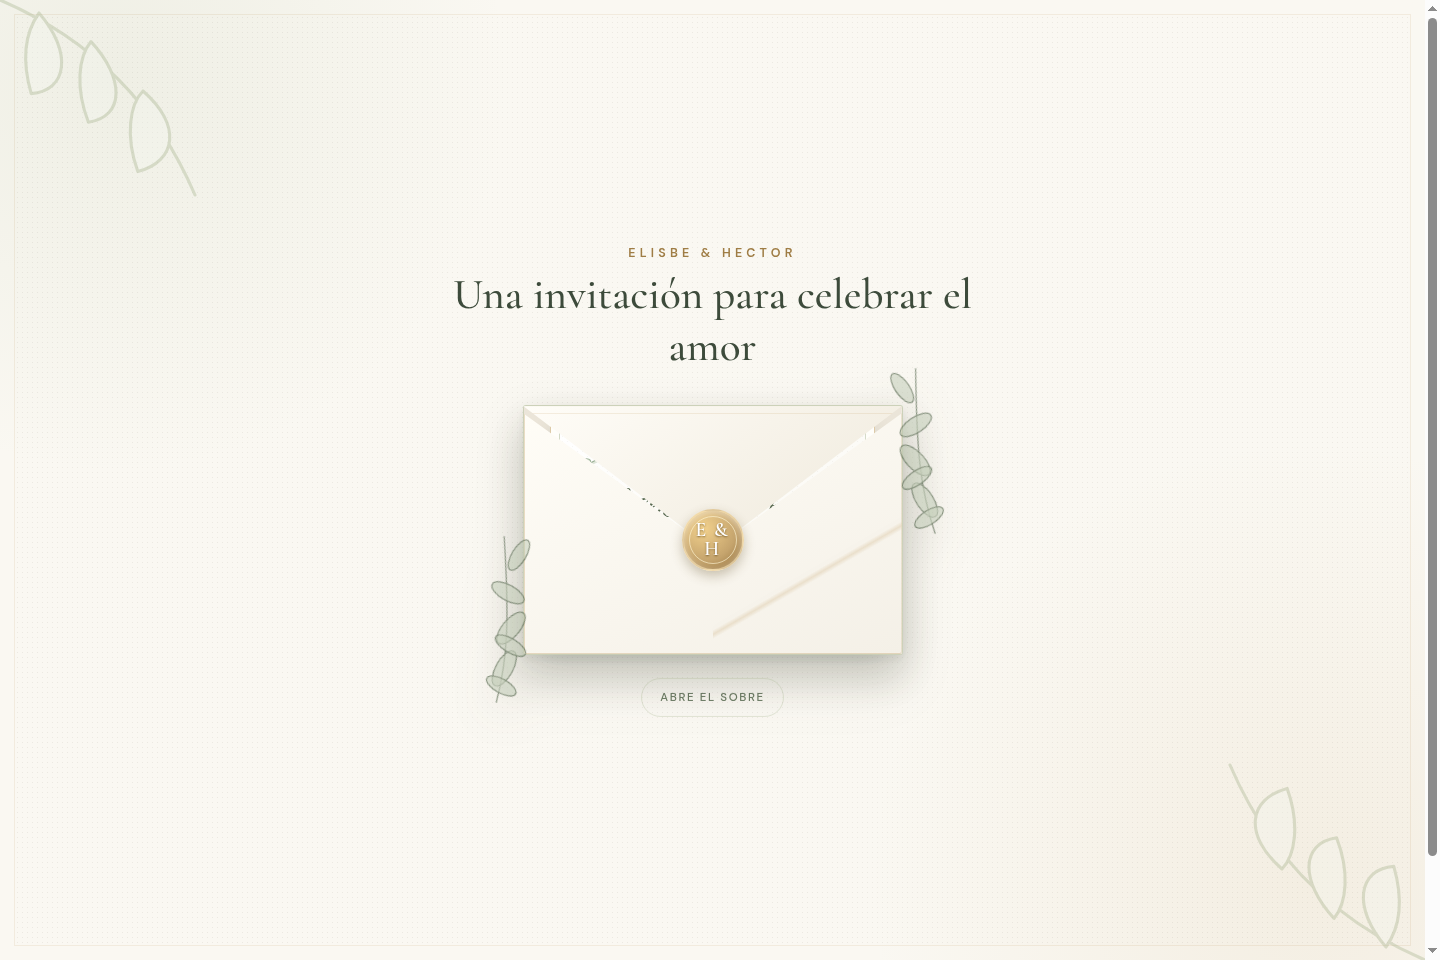 ELISBE & HECTOR
Una invitación para celebrar el
amor
E &
H
ABRE EL SOBRE